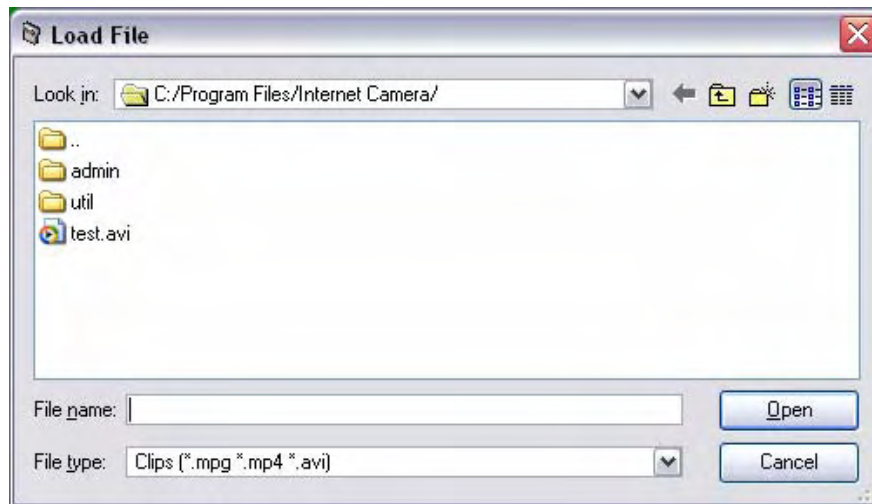 Load File
Look in: C:/Program Files/Internet Camera/
..
admin
util
test.avi
File name: Open
File type: Clips (*.mpg *.mp4 *.avi) Cancel